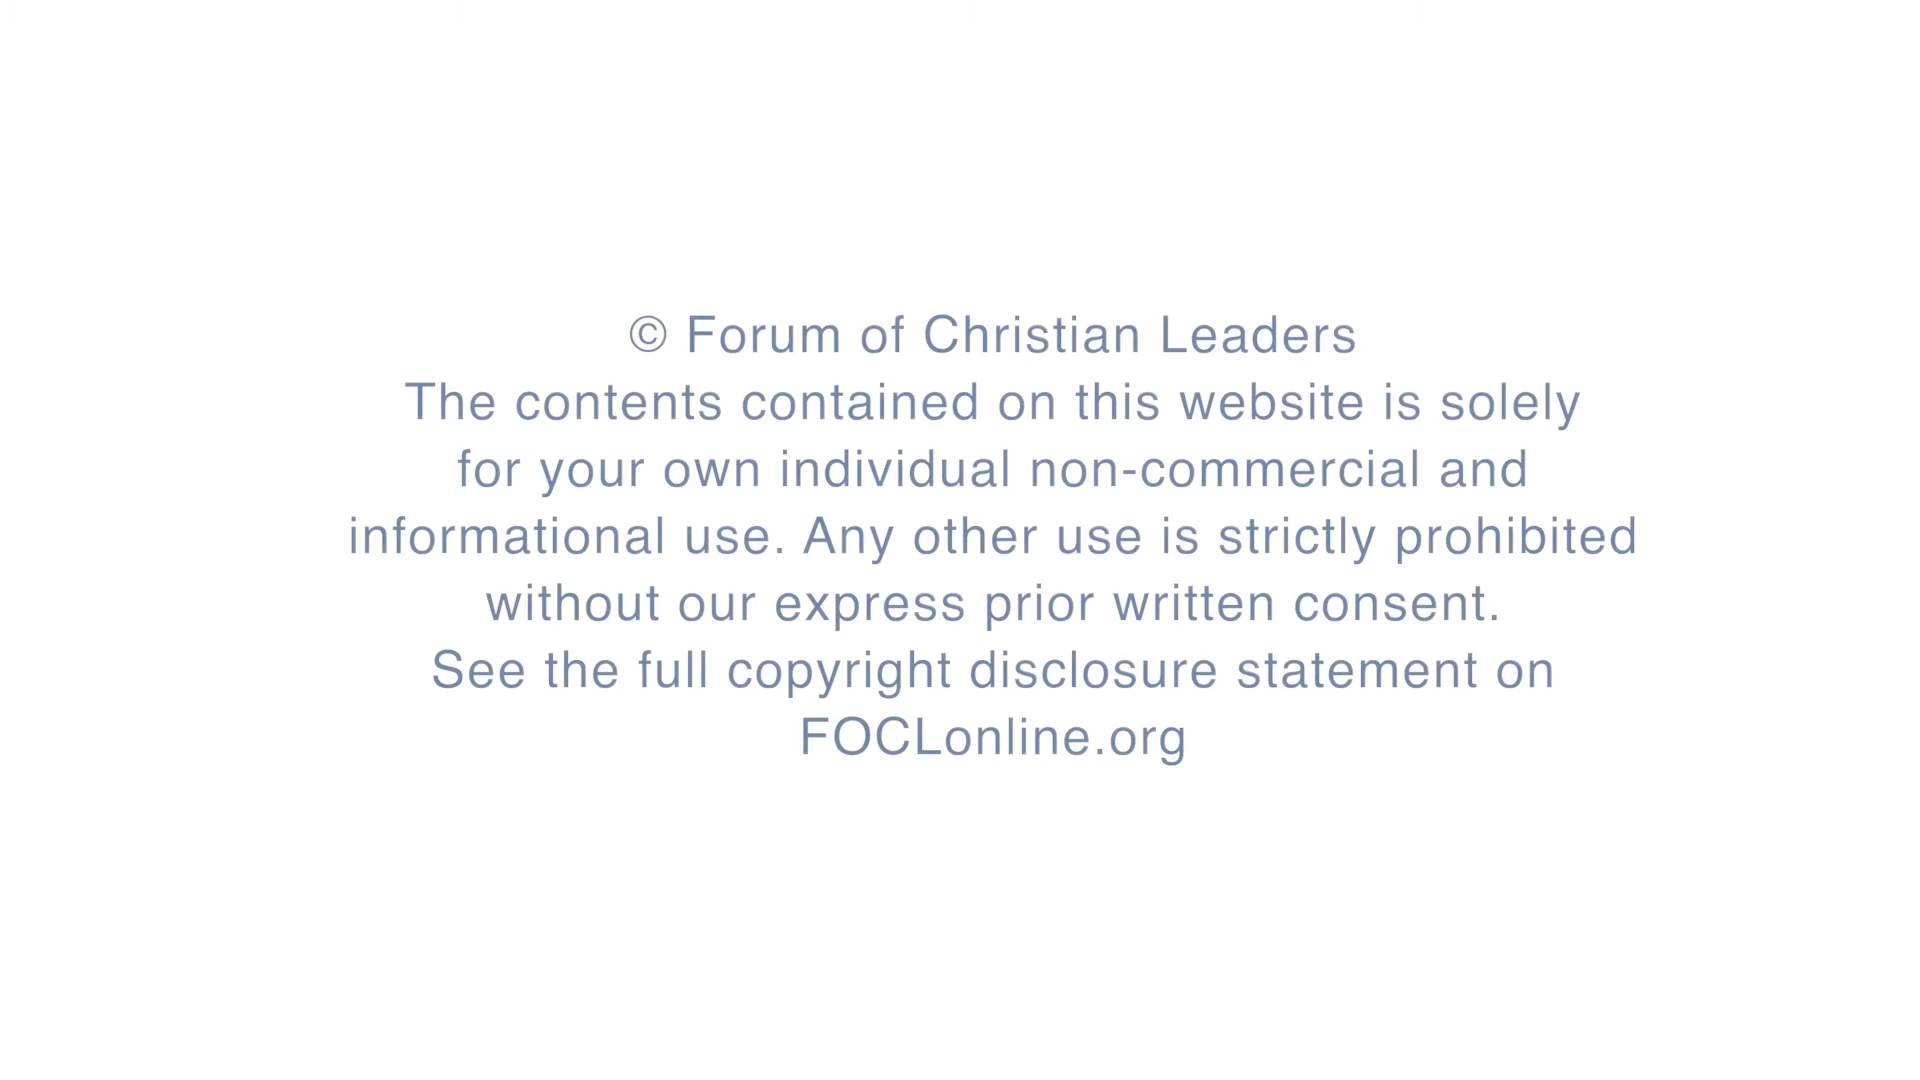 © Forum of Christian Leaders
The contents contained on this website is solely
for your own individual non-commercial and
informational use. Any other use is strictly prohibited
without our express prior written consent.
See the full copyright disclosure statement on
FOCLonline.org